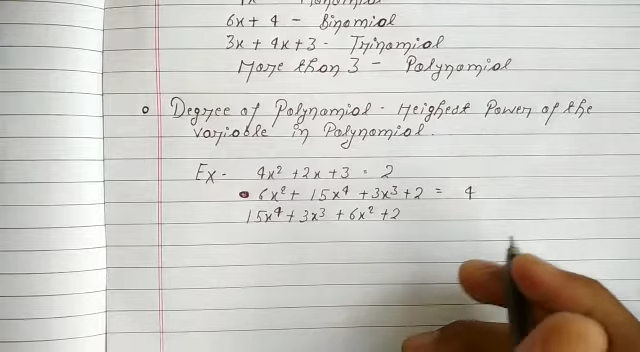 6x + 4 - Binomial
3x + 4x + 3 - Trinomial
More than 3 - Polynomial
Degree of Polynomial - Heighest Power of the
variable in Polynomial.
Ex - 4x² + 2x + 3 = 2
6x² + 15x⁴ + 3x³ + 2 = 4
15x⁴ + 3x³ + 6x² + 2